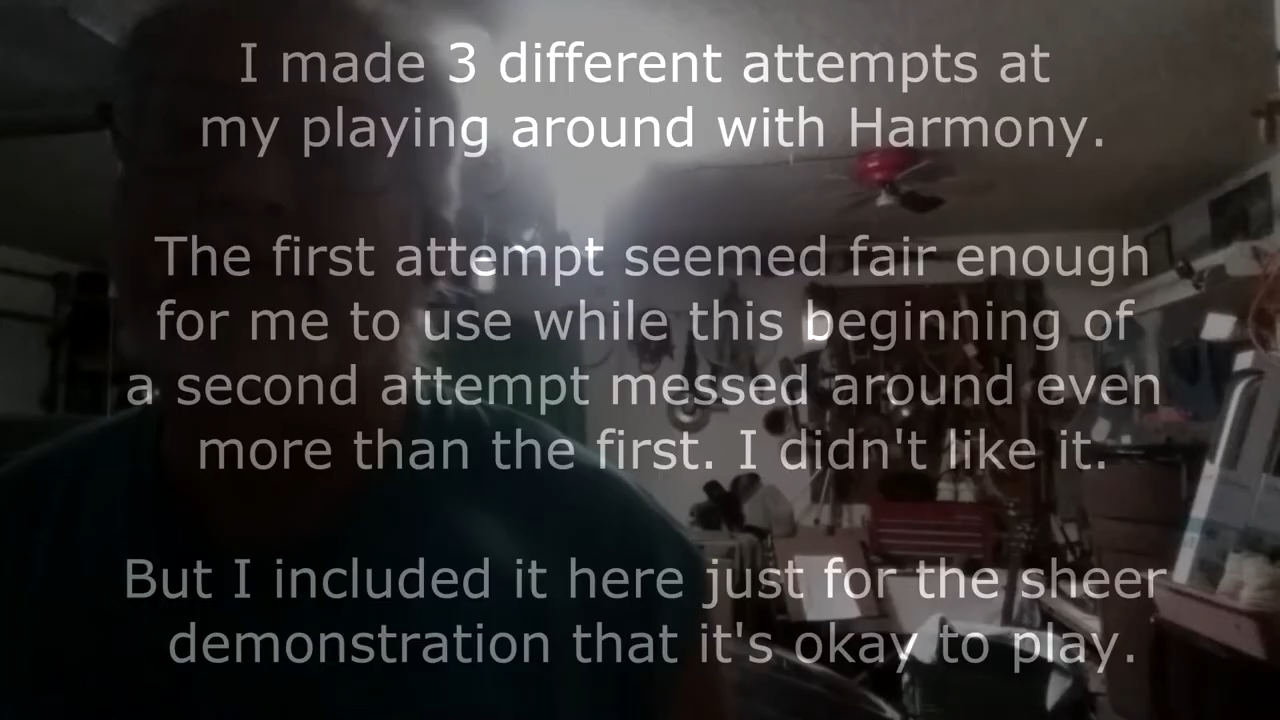 I made 3 different attempts at
my playing around with Harmony.
The first attempt seemed fair enough
for me to use while this beginning of
a second attempt messed around even
more than the first. I didn't like it.
But I included it here just for the sheer
demonstration that it's okay to play.